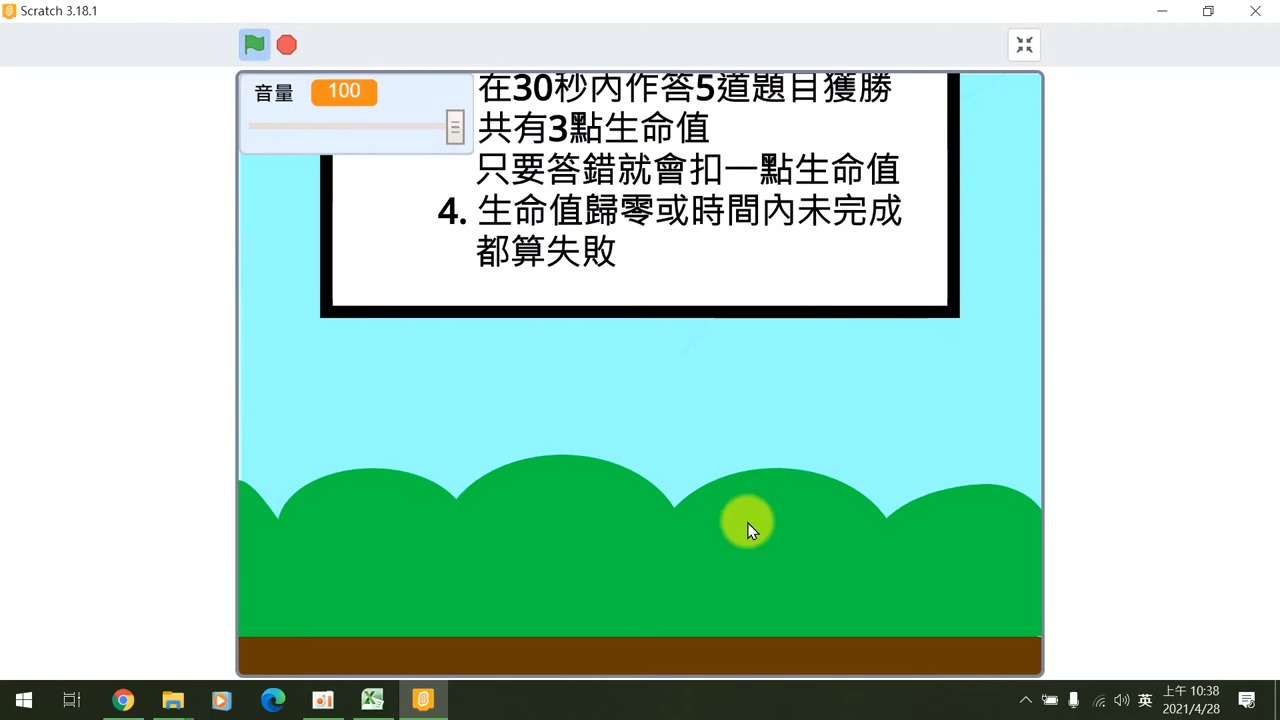 Scratch 3.18.1
音量 100
在30秒內作答5道題目獲勝
共有3點生命值
只要答錯就會扣一點生命值
4. 生命值歸零或時間內未完成
都算失敗
英
上午 10:38
2021/4/28